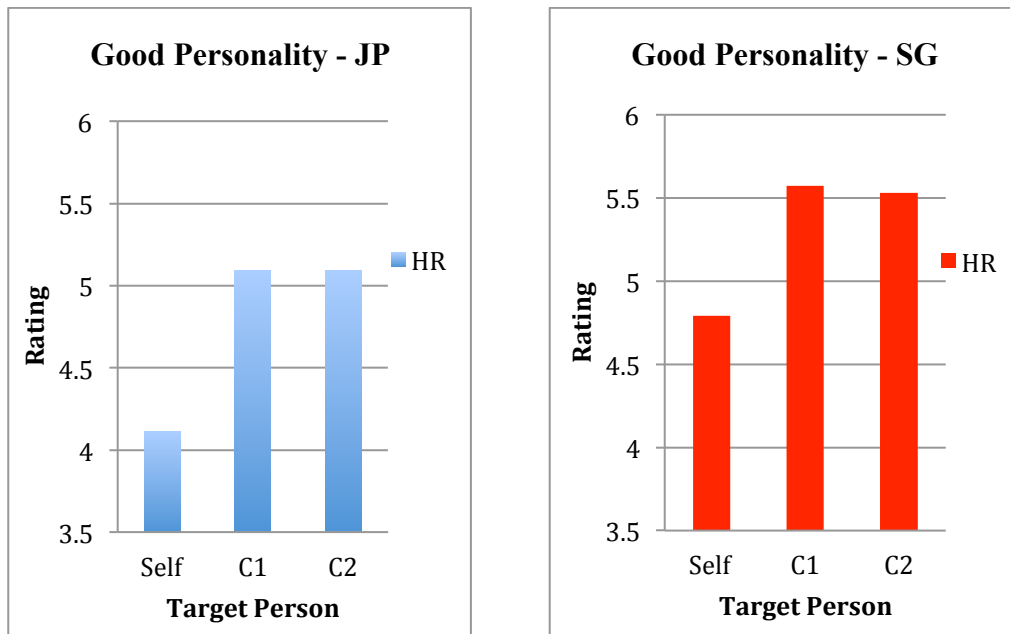 Good Personality - JP
6
5.5
5
4.5
4
3.5
Rating
Self C1 C2
Target Person
HR
Good Personality - SG
6
5.5
5
4.5
4
3.5
Rating
Self C1 C2
Target Person
HR